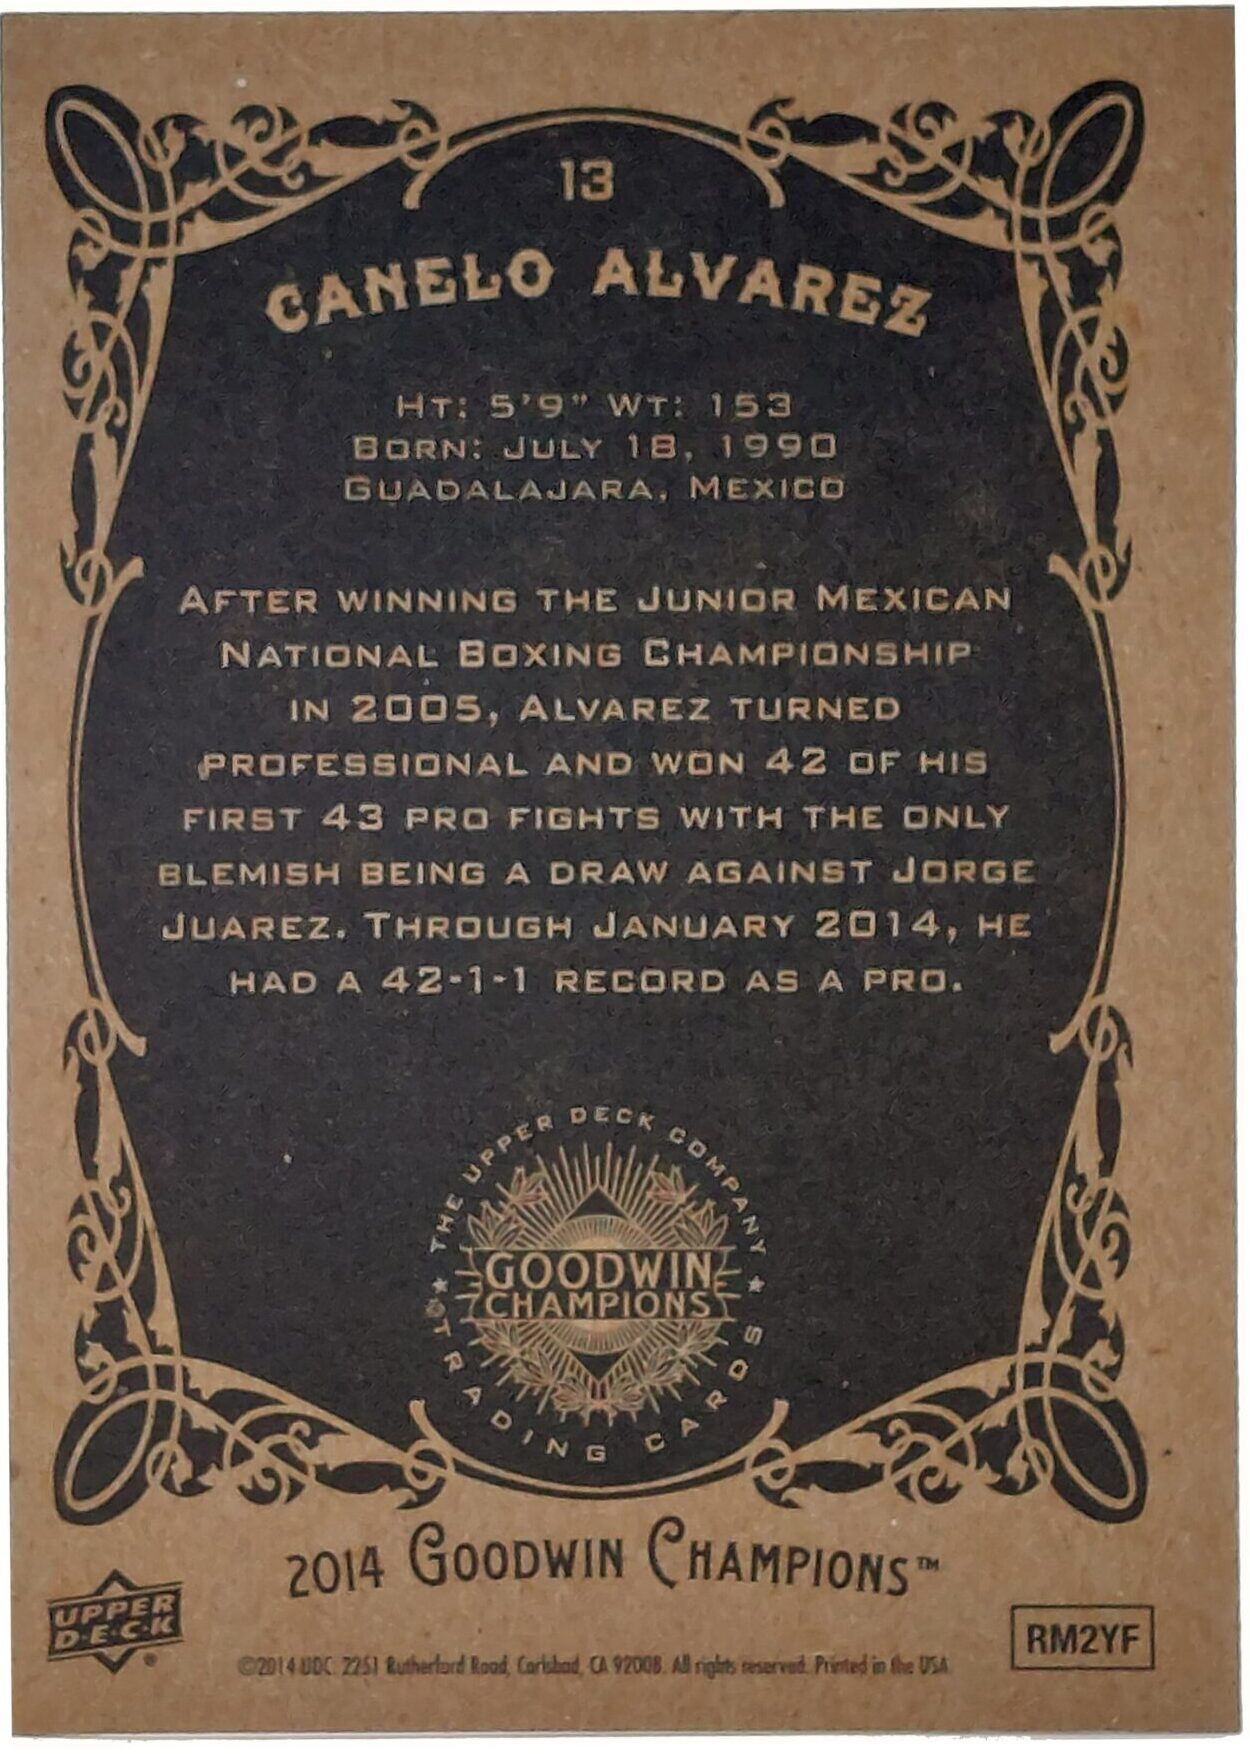 13
CANELO ALVAREZ
HT: 5'9" WT: 153
BORN: JULY 18, 1990
GUADALAJARA, MEXICO
AFTER WINNING THE JUNIOR MEXICAN
NATIONAL BOXING CHAMPIONSHIP
IN 2005, ALVAREZ TURNED
PROFESSIONAL AND WON 42 OF HIS
FIRST 43 PRO FIGHTS WITH THE ONLY
BLEMISH BEING A DRAW AGAINST JORGE
JUAREZ. THROUGH JANUARY 2014, HE
HAD A 42-1-1 RECORD AS A PRO.
THE UPPER DECK COMPANY
GOODWIN
CHAMPIONS
TRADING CARDS
2014 GOODWIN CHAMPIONS™
UPPER
D·E·C·K
®
RM2YF
©2014 UDC. 2251 Rutherford Road, Carlsbad, CA 92008. All rights reserved. Printed in the USA